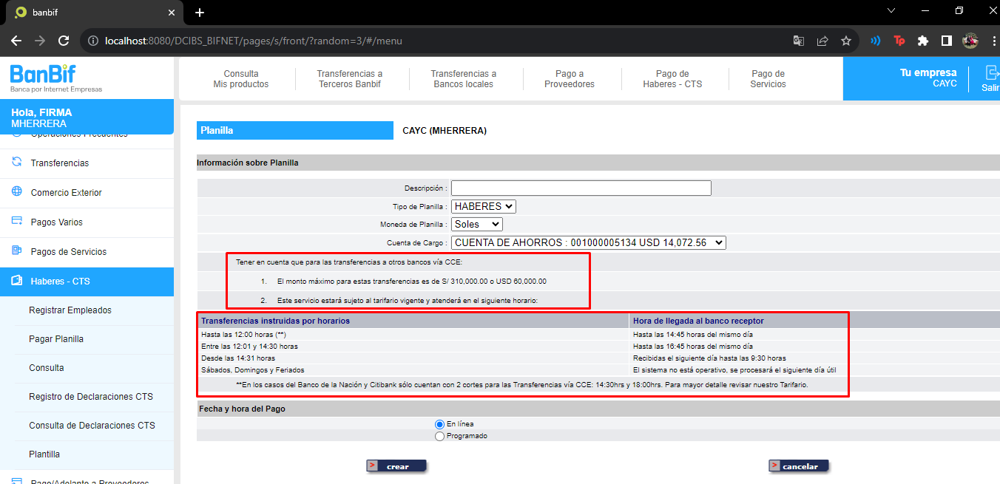 banbif
localhost:8080/DCIBS_BIFNET/pages/s/front/?random=3/#/menu
BanBif
Banca por Internet Empresas
Consulta
Mis productos
Transferencias a
Terceros Banbif
Transferencias a
Bancos locales
Pago a
Proveedores
Pago de
Haberes - CTS
Pago de
Servicios
Tu empresa
CAYC
Salir
Hola, FIRMA
MHERRERA
Operaciones Frecuentes
Transferencias
Comercio Exterior
Pagos Varios
Pagos de Servicios
Haberes - CTS
Registrar Empleados
Pagar Planilla
Consulta
Registro de Declaraciones CTS
Consulta de Declaraciones CTS
Plantilla
Pago/Adelanto a Proveedores
Planilla
CAYC (MHERRERA)
Información sobre Planilla
Descripción :
Tipo de Planilla : HABERES
Moneda de Planilla : Soles
Cuenta de Cargo : CUENTA DE AHORROS : 001000005134 USD 14,072.56
Tener en cuenta que para las transferencias a otros bancos vía CCE:
1. El monto máximo para estas transferencias es de S/ 310,000.00 o USD 60,000.00
2. Este servicio estará sujeto al tarifario vigente y atenderá en el siguiente horario:
Transferencias instruidas por horarios Hora de llegada al banco receptor
Hasta las 12:00 horas (**) Hasta las 14:45 horas del mismo día
Entre las 12:01 y 14:30 horas Hasta las 16:45 horas del mismo día
Desde las 14:31 horas Recibidas el siguiente día hasta las 9:30 horas
Sábados, Domingos y Feriados El sistema no está operativo, se procesará el siguiente día útil
**En los casos del Banco de la Nación y Citibank sólo cuentan con 2 cortes para las Transferencias vía CCE: 14:30hrs y 18:00hrs. Para mayor detalle revisar nuestro Tarifario.
Fecha y hora del Pago
En línea
Programado
> crear
> cancelar
Tp